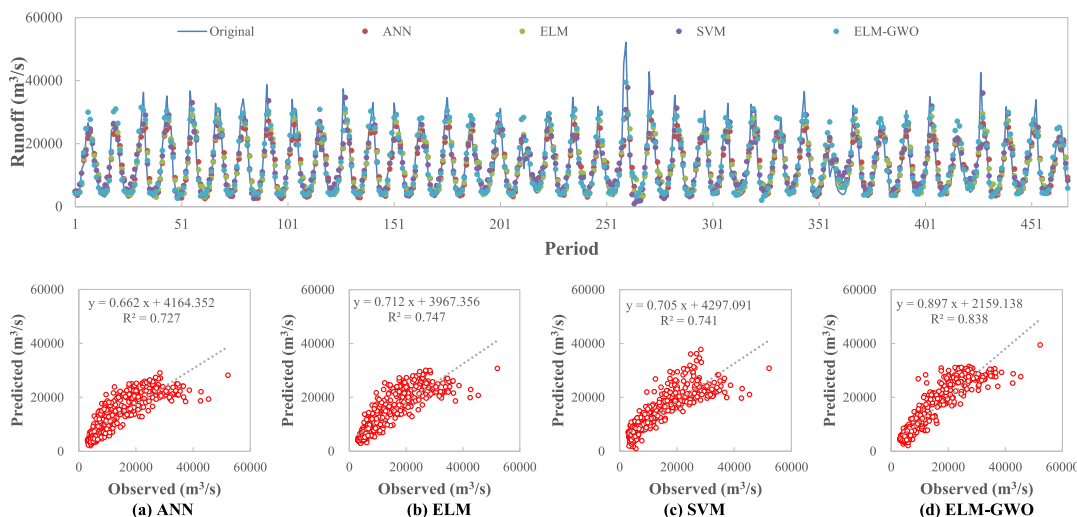 60000
40000
20000
0
Runoff (m³/s)
Original
ANN
ELM
SVM
ELM-GWO
1
51
101
151
201
251
301
351
401
451
Period
60000
40000
20000
0
Predicted (m³/s)
y = 0.662 x + 4164.352
R² = 0.727
0
20000
40000
60000
Observed (m³/s)
(a) ANN
60000
40000
20000
0
Predicted (m³/s)
y = 0.712 x + 3967.356
R² = 0.747
0
20000
40000
60000
Observed (m³/s)
(b) ELM
60000
40000
20000
0
Predicted (m³/s)
y = 0.705 x + 4297.091
R² = 0.741
0
20000
40000
60000
Observed (m³/s)
(c) SVM
60000
40000
20000
0
Predicted (m³/s)
y = 0.897 x + 2159.138
R² = 0.838
0
20000
40000
60000
Observed (m³/s)
(d) ELM-GWO